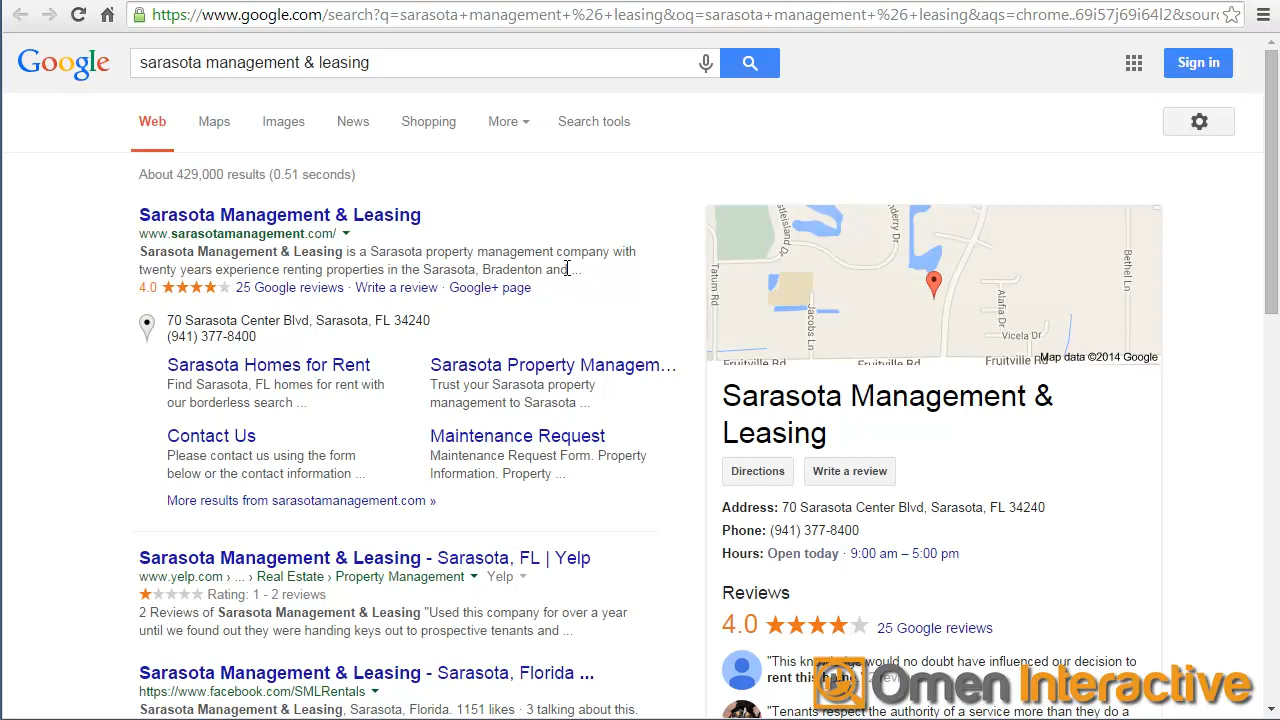 https://www.google.com/search?q=sarasota+management+%26+leasing&oq=sarasota+management+%26+leasing&aqs=chrome..69i57j69i64l2&sour
Google
sarasota management & leasing
Sign in
Web Maps Images News Shopping More Search tools
About 429,000 results (0.51 seconds)
Sarasota Management & Leasing
www.sarasotamanagement.com/
Sarasota Management & Leasing is a Sarasota property management company with
twenty years experience renting properties in the Sarasota, Bradenton and ...
4.0 25 Google reviews · Write a review · Google+ page
70 Sarasota Center Blvd, Sarasota, FL 34240
(941) 377-8400
Sarasota Homes for Rent
Find Sarasota, FL homes for rent with
our borderless search ...
Sarasota Property Managem...
Trust your Sarasota property
management to Sarasota ...
Contact Us
Please contact us using the form
below or the contact information ...
Maintenance Request
Maintenance Request Form. Property
Information. Property ...
More results from sarasotamanagement.com »
Sarasota Management & Leasing - Sarasota, FL | Yelp
www.yelp.com › ... › Real Estate › Property Management Yelp
Rating: 1 - 2 reviews
2 Reviews of Sarasota Management & Leasing "Used this company for over a year
until we found out they were handing keys out to prospective tenants and ...
Sarasota Management & Leasing - Sarasota, Florida ...
https://www.facebook.com/SMLRentals
Sarasota Management & Leasing, Sarasota, Florida. 1151 likes · 3 talking about this.
Tatum Rd
Jacobs Ln
Bethel Ln
Alafia Dr
Vicela Dr
Fruitville Rd
Fruitville Rd
Fruitville Rd
Map data ©2014 Google
Sarasota Management &
Leasing
Directions
Write a review
Address: 70 Sarasota Center Blvd, Sarasota, FL 34240
Phone: (941) 377-8400
Hours: Open today · 9:00 am – 5:00 pm
Reviews
4.0 25 Google reviews
"This knowledge would no doubt have influenced our decision to
rent this
"Tenants respect the authority of a service more than they do a
Omen Interactive